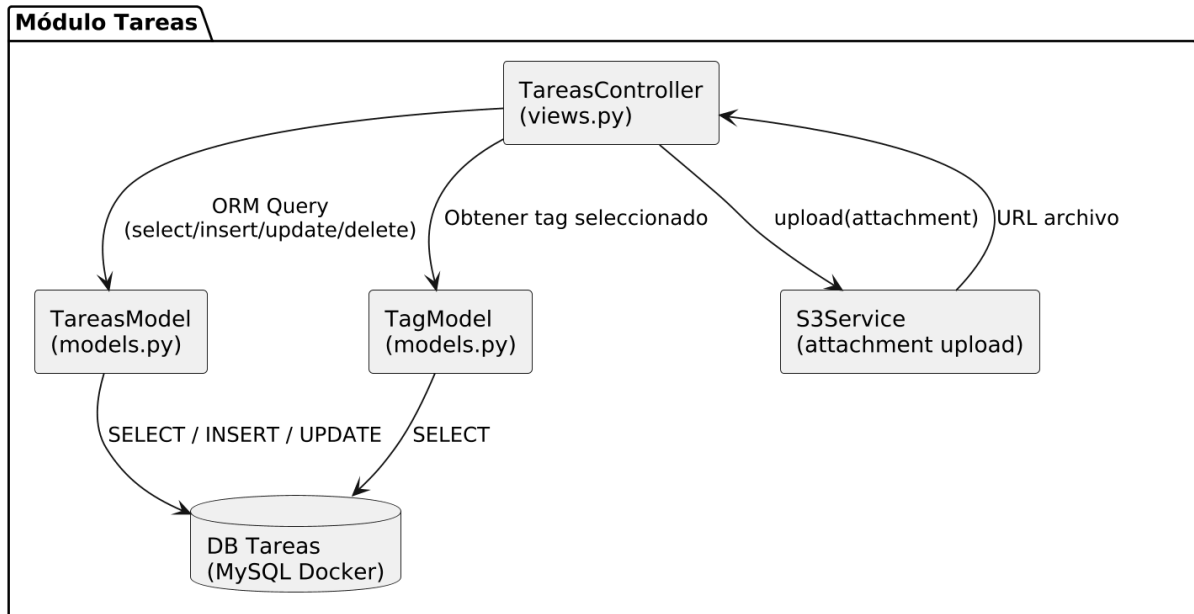 Módulo Tareas
TareasController
(views.py)
ORM Query
(select/insert/update/delete)
Obtener tag seleccionado
upload(attachment)
URL archivo
TareasModel
(models.py)
TagModel
(models.py)
S3Service
(attachment upload)
SELECT / INSERT / UPDATE
SELECT
DB Tareas
(MySQL Docker)